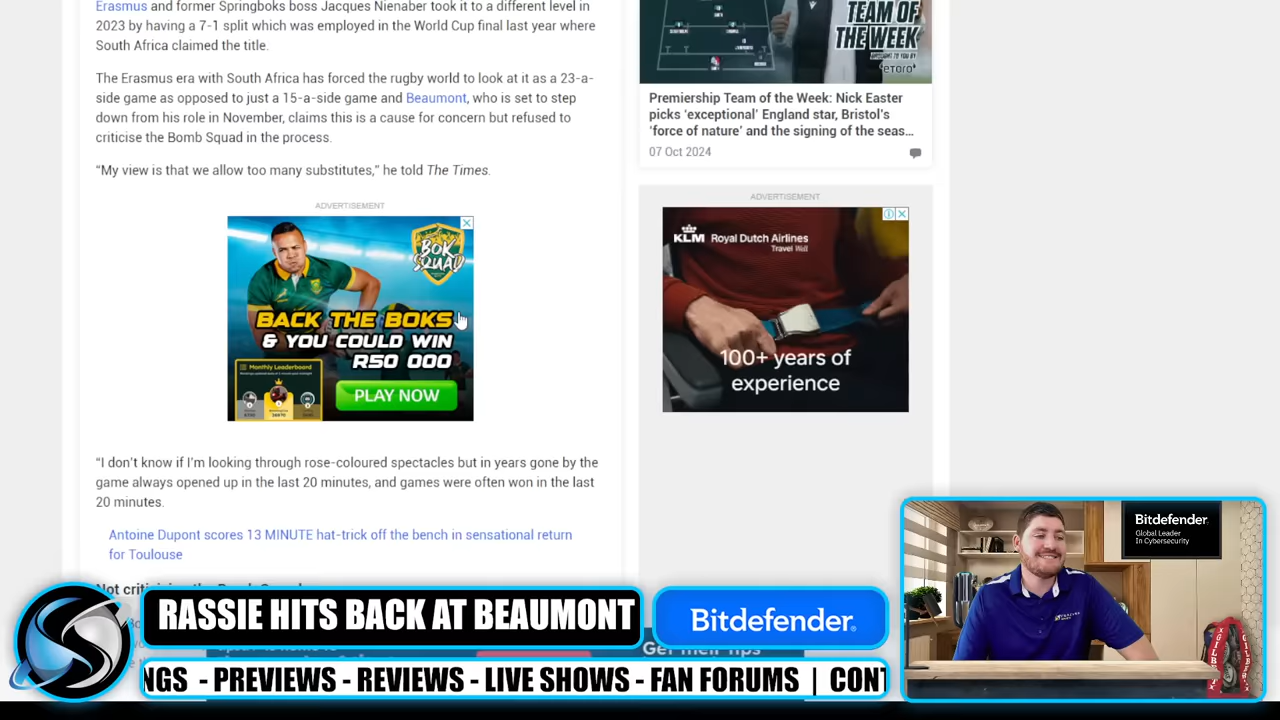 Erasmus and former Springboks boss Jacques Nienaber took it to a different level in
2023 by having a 7-1 split which was employed in the World Cup final last year where
South Africa claimed the title.
The Erasmus era with South Africa has forced the rugby world to look at it as a 23-a-
side game as opposed to just a 15-a-side game and Beaumont, who is set to step
down from his role in November, claims this is a cause for concern but refused to
criticise the Bomb Squad in the process.
“My view is that we allow too many substitutes,” he told The Times.
ADVERTISEMENT
BOK
SQUAD
BACK THE BOKS
& YOU COULD WIN
R50 000
Monthly Leaderboard
PLAY NOW
“I don’t know if I’m looking through rose-coloured spectacles but in years gone by the
game always opened up in the last 20 minutes, and games were often won in the last
20 minutes.
Antoine Dupont scores 13 MINUTE hat-trick off the bench in sensational return
for Toulouse
TEAM OF
THE WEEK
etoro
Premiership Team of the Week: Nick Easter
picks ‘exceptional’ England star, Bristol’s
‘force of nature’ and the signing of the seas...
07 Oct 2024
ADVERTISEMENT
KLM Royal Dutch Airlines
Travel Well
100+ years of
experience
Get their tips
Bitdefender
Global Leader
In Cybersecurity
GILBERT
RASSIE HITS BACK AT BEAUMONT
Bitdefender
NGS - PREVIEWS - REVIEWS - LIVE SHOWS - FAN FORUMS | CONT